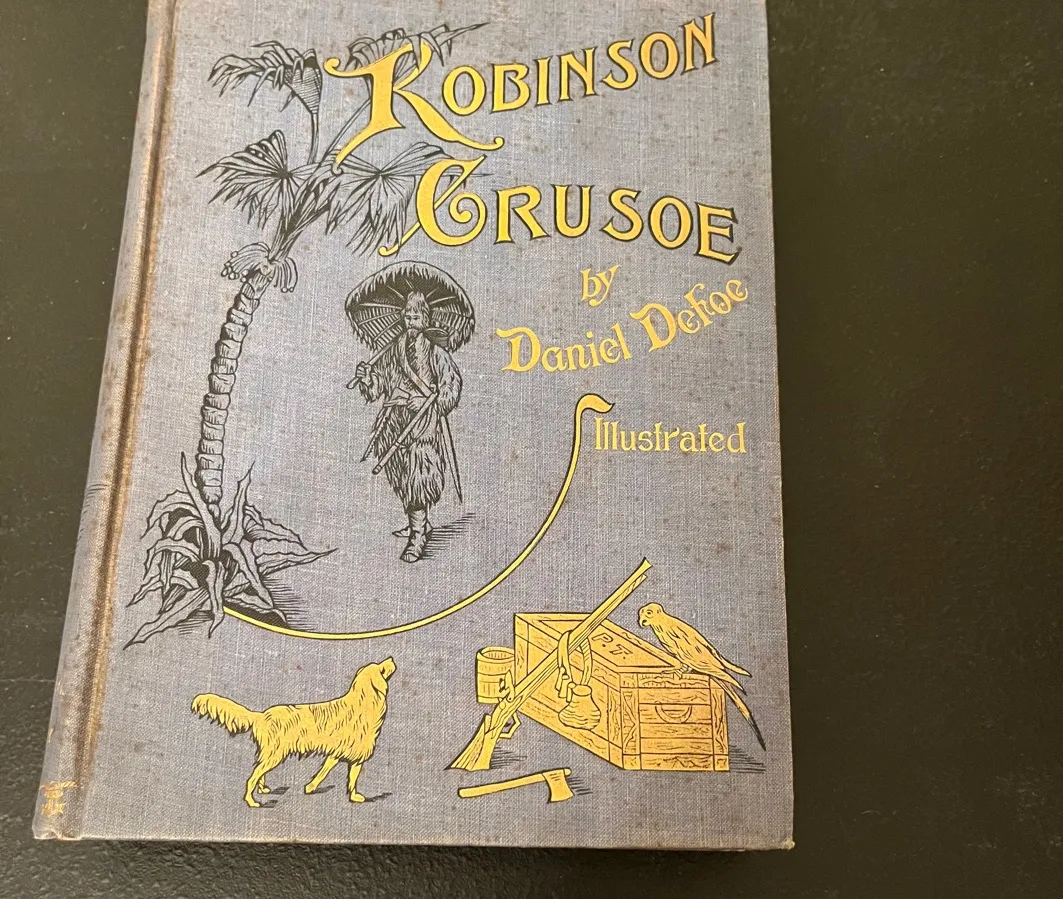 ROBINSON
CRUSOE
by
Daniel Defoe
Illustrated
P.T